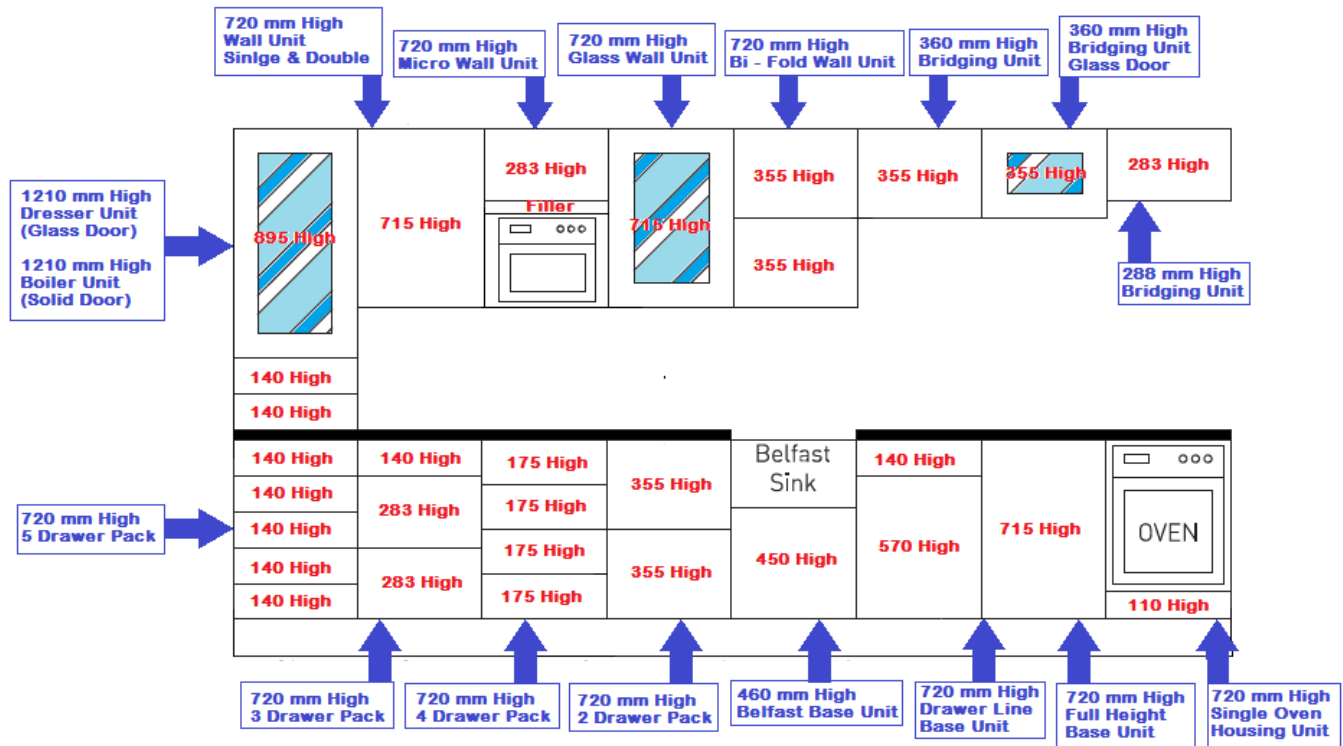 720 mm High
Wall Unit
Sinlge & Double
720 mm High
Micro Wall Unit
720 mm High
Glass Wall Unit
720 mm High
Bi - Fold Wall Unit
360 mm High
Bridging Unit
360 mm High
Bridging Unit
Glass Door
1210 mm High
Dresser Unit
(Glass Door)
1210 mm High
Boiler Unit
(Solid Door)
895 High
715 High
283 High
Filler
715 High
355 High
355 High
355 High
355 High
283 High
288 mm High
Bridging Unit
140 High
140 High
720 mm High
5 Drawer Pack
140 High
140 High
140 High
140 High
140 High
140 High
283 High
283 High
175 High
175 High
175 High
175 High
355 High
355 High
Belfast
Sink
450 High
140 High
570 High
715 High
OVEN
110 High
720 mm High
3 Drawer Pack
720 mm High
4 Drawer Pack
720 mm High
2 Drawer Pack
460 mm High
Belfast Base Unit
720 mm High
Drawer Line
Base Unit
720 mm High
Full Height
Base Unit
720 mm High
Single Oven
Housing Unit